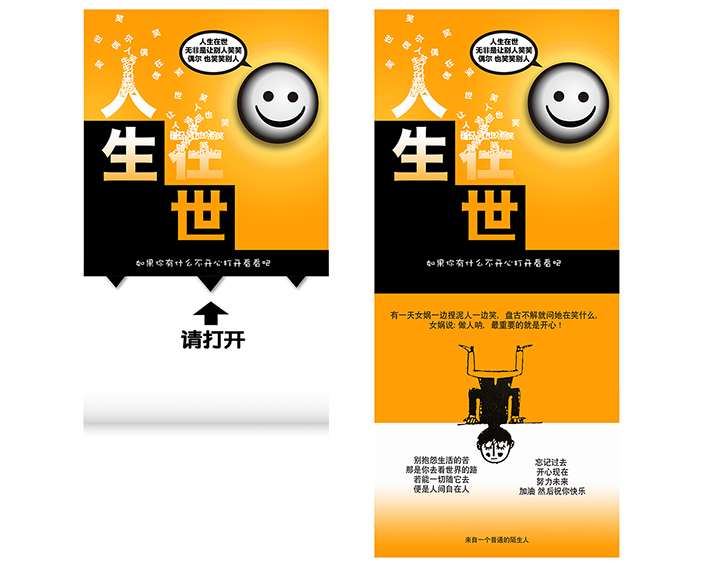 人生在世
无非是让别人笑笑
偶尔 也笑笑别人
人
生 在
世
如果你有什么不开心打开看看吧
请打开
人生在世
无非是让别人笑笑
偶尔 也笑笑别人
人
生 在
世
如果你有什么不开心打开看看吧
有一天女娲一边捏泥人一边笑，盘古不解就问她在笑什么，
女娲说：做人呐，最重要的就是开心！
别抱怨生活的苦
那是你去看世界的路
若能一切随它去
便是人间自在人
忘记过去
开心现在
努力未来
加油 然后祝你快乐
来自一个普通的陌生人